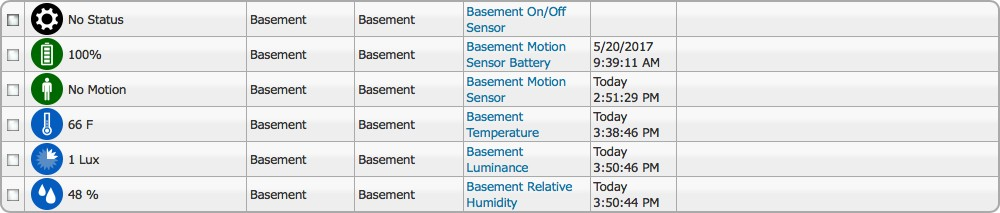 No Status Basement Basement Basement On/Off
Sensor
100% Basement Basement Basement Motion 5/20/2017
Sensor Battery 9:39:11 AM
No Motion Basement Basement Basement Motion Today
Sensor 2:51:29 PM
66 F Basement Basement Basement Today
Temperature 3:38:46 PM
1 Lux Basement Basement Basement Today
Luminance 3:50:46 PM
48 % Basement Basement Basement Relative Today
Humidity 3:50:44 PM